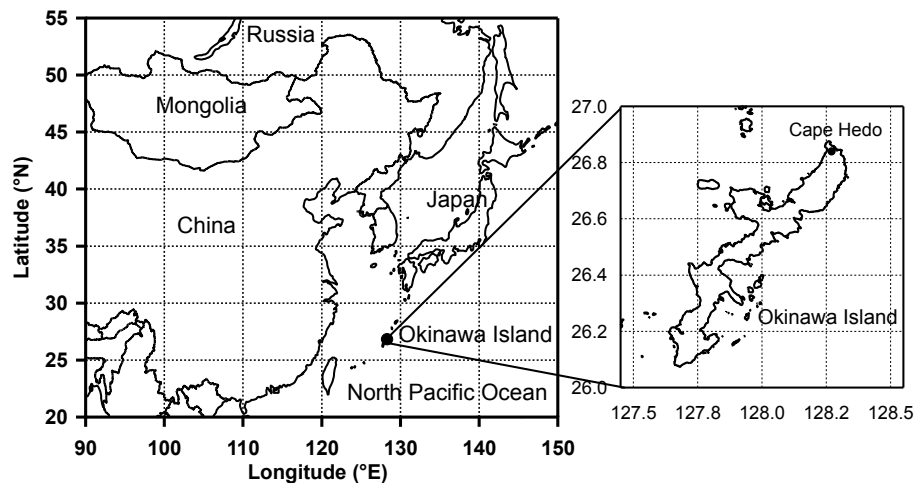 55
50
45
40
35
30
25
20
Latitude (°N)
90 100 110 120 130 140 150
Longitude (°E)
Russia
Mongolia
China
Japan
Okinawa Island
North Pacific Ocean
27.0
26.8
26.6
26.4
26.2
26.0
127.5 127.8 128.0 128.2 128.5
Cape Hedo
Okinawa Island